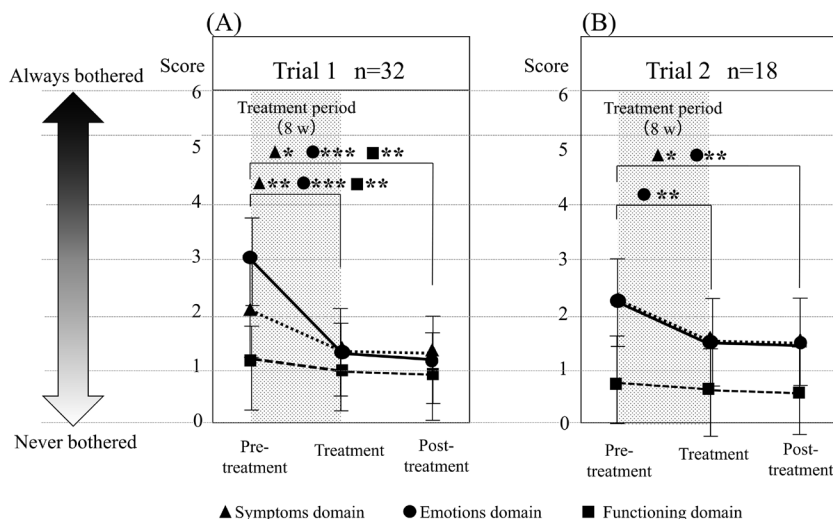 (A)
(B)
Always bothered
Score
Trial 1 n=32
Score
Trial 2 n=18
6
5
4
3
2
1
0
Treatment period
(8 w)
▲* ●*** ■**
▲** ●*** ■**
6
5
4
3
2
1
0
Treatment period
(8 w)
▲* ●**
● **
Never bothered
Pre-
treatment
Treatment
Post-
treatment
Pre-
treatment
Treatment
Post-
treatment
▲ Symptoms domain ● Emotions domain ■ Functioning domain